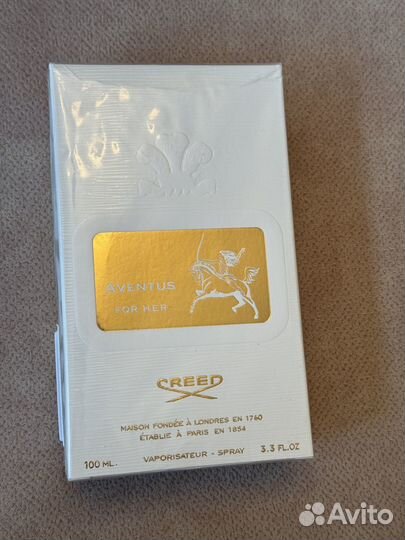 AVENTUS
FOR HER
CREED
MAISON FONDÉE À LONDRES EN 1760
ÉTABLIE À PARIS EN 1854
100 ML. VAPORISATEUR - SPRAY 3.3 FL.OZ
Avito